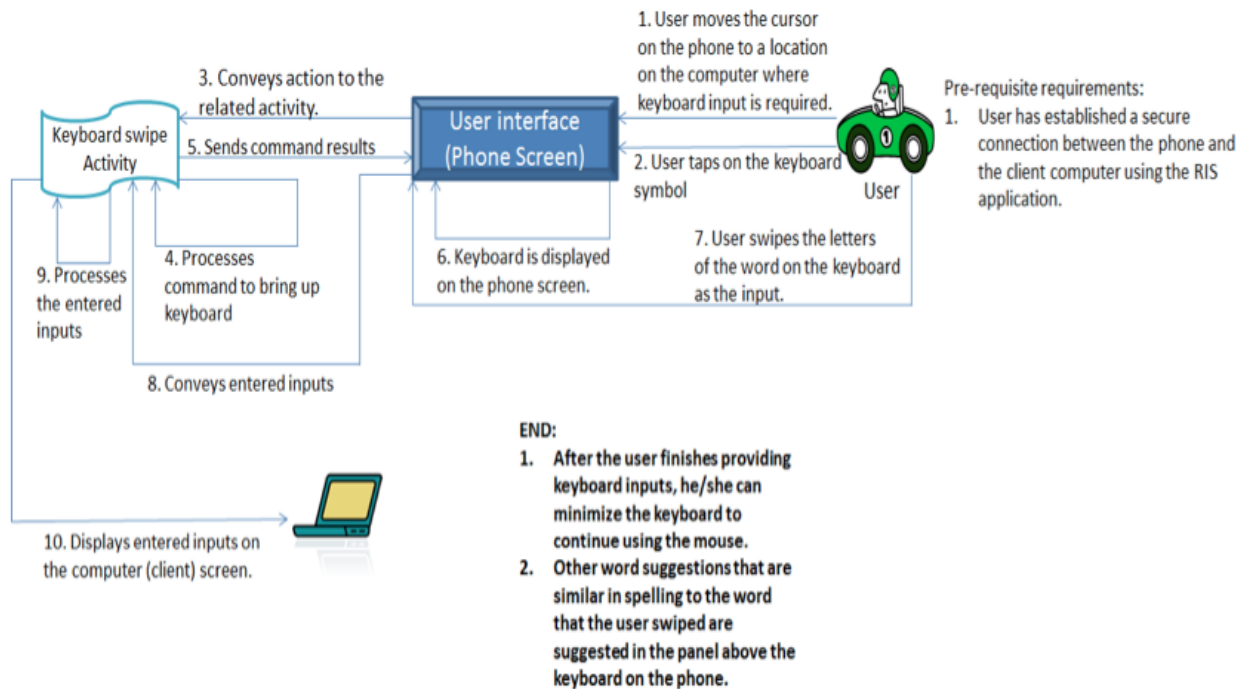 1. User moves the cursor
on the phone to a location
on the computer where
keyboard input is required.
3. Conveys action to the
related activity.
Keyboard swipe
Activity
5. Sends command results
User interface
(Phone Screen)
2. User taps on the keyboard
symbol
1
User
Pre-requisite requirements:
1. User has established a secure
connection between the phone and
the client computer using the RIS
application.
9. Processes
the entered
inputs
4. Processes
command to bring up
keyboard
6. Keyboard is displayed
on the phone screen.
7. User swipes the letters
of the word on the keyboard
as the input.
8. Conveys entered inputs
10. Displays entered inputs on
the computer (client) screen.
END:
1. After the user finishes providing
keyboard inputs, he/she can
minimize the keyboard to
continue using the mouse.
2. Other word suggestions that are
similar in spelling to the word
that the user swiped are
suggested in the panel above the
keyboard on the phone.